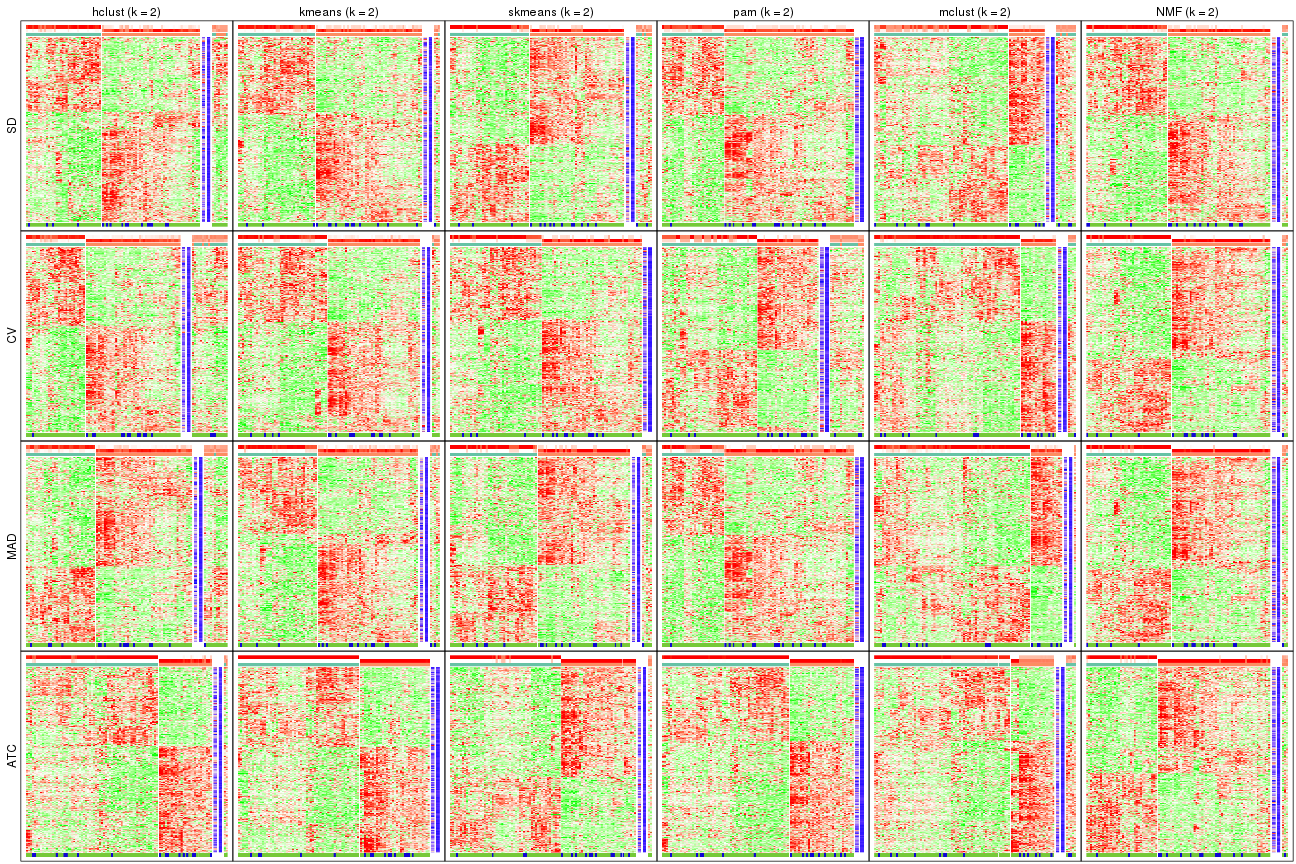 hclust (k = 2) kmeans (k = 2) skmeans (k = 2) pam (k = 2) mclust (k = 2) NMF (k = 2)
SD
CV
MAD
ATC